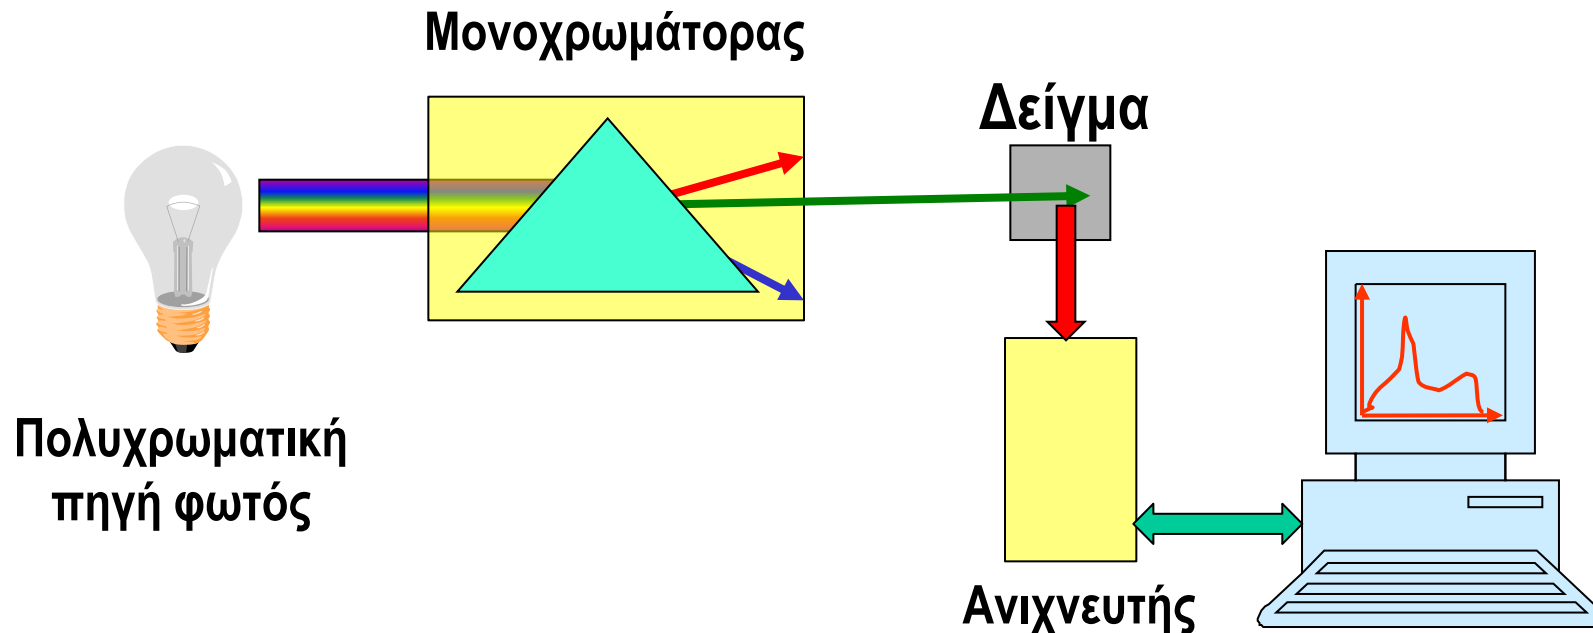 Μονοχρωμάτορας
Δείγμα
Πολυχρωματική
πηγή φωτός
Ανιχνευτής